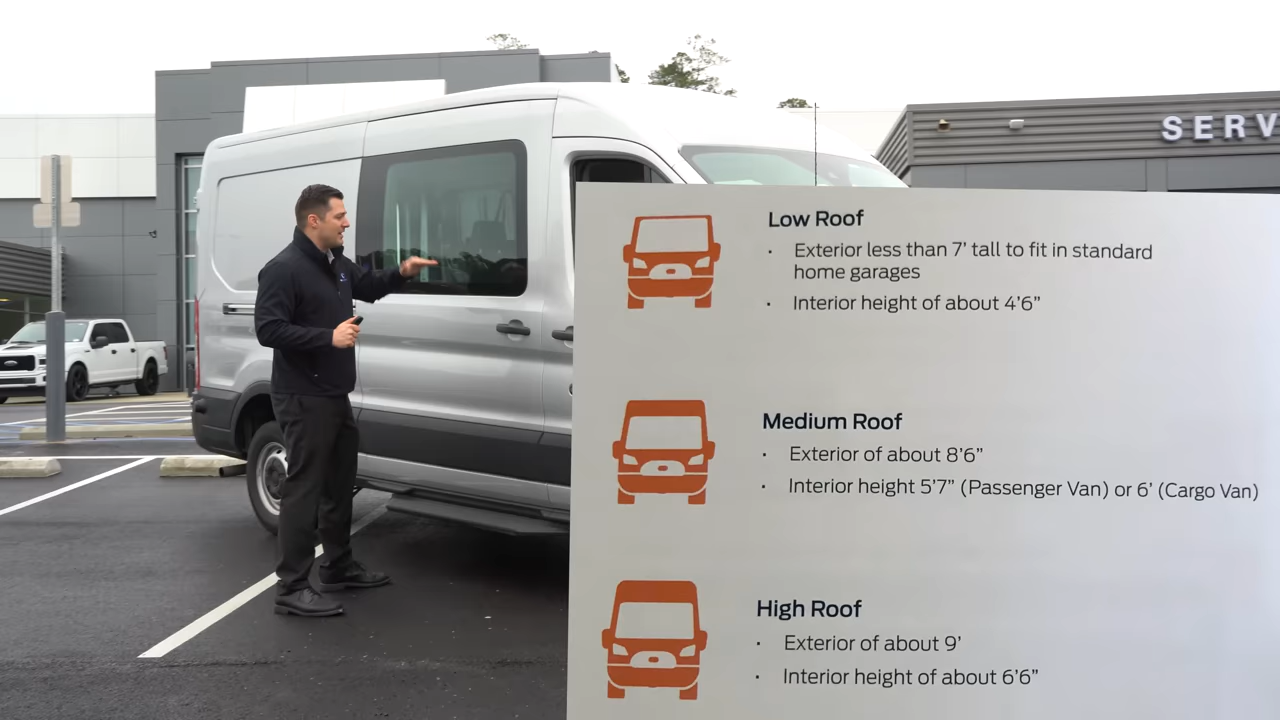 SERV
Low Roof
· Exterior less than 7’ tall to fit in standard
home garages
· Interior height of about 4’6”
Medium Roof
· Exterior of about 8’6”
· Interior height 5’7” (Passenger Van) or 6’ (Cargo Van)
High Roof
· Exterior of about 9’
· Interior height of about 6’6”